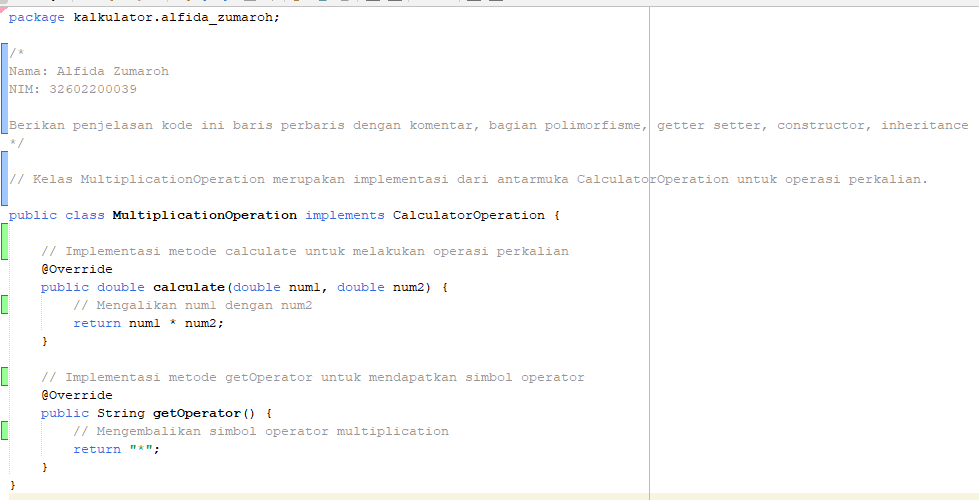 package kalkulator.alfida_zumaroh;
/*
Nama: Alfida Zumaroh
NIM: 32602200039
Berikan penjelasan kode ini baris perbaris dengan komentar, bagian polimorfisme, getter setter, constructor, inheritance
*/
// Kelas MultiplicationOperation merupakan implementasi dari antarmuka CalculatorOperation untuk operasi perkalian.
public class MultiplicationOperation implements CalculatorOperation {
// Implementasi metode calculate untuk melakukan operasi perkalian
@Override
public double calculate(double num1, double num2) {
// Mengalikan num1 dengan num2
return num1 * num2;
}
// Implementasi metode getOperator untuk mendapatkan simbol operator
@Override
public String getOperator() {
// Mengembalikan simbol operator multiplication
return "*";
}
}